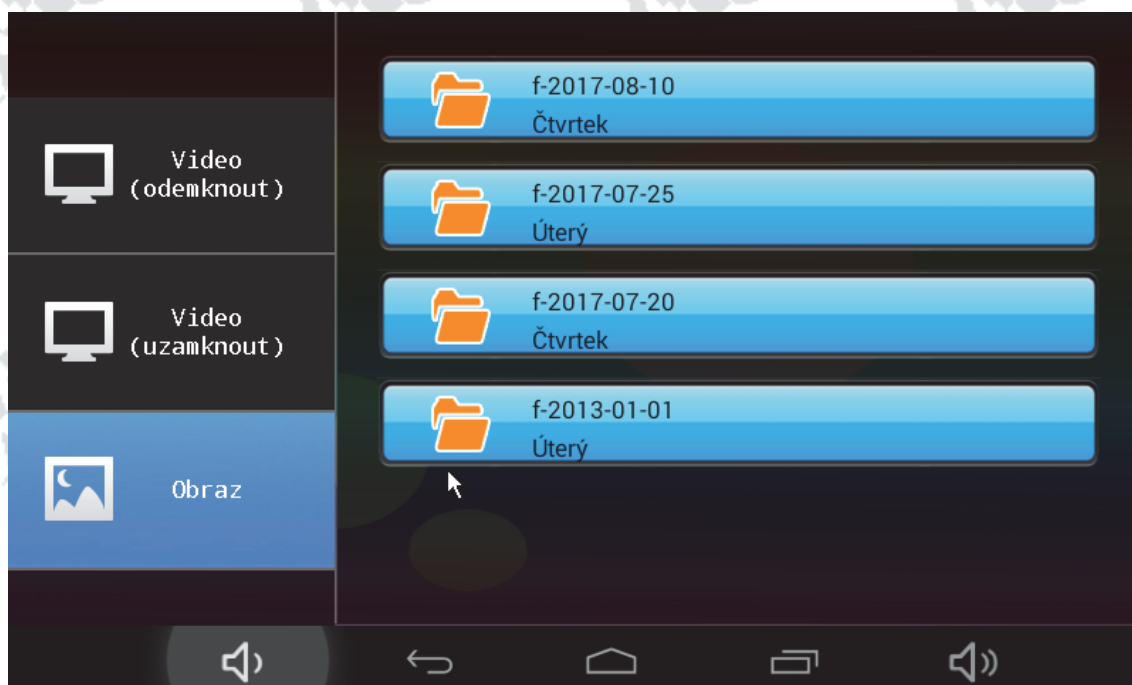 Video
(odemknout)
Video
(uzamknout)
Obraz
f-2017-08-10
Čtvrtek
f-2017-07-25
Úterý
f-2017-07-20
Čtvrtek
f-2013-01-01
Úterý